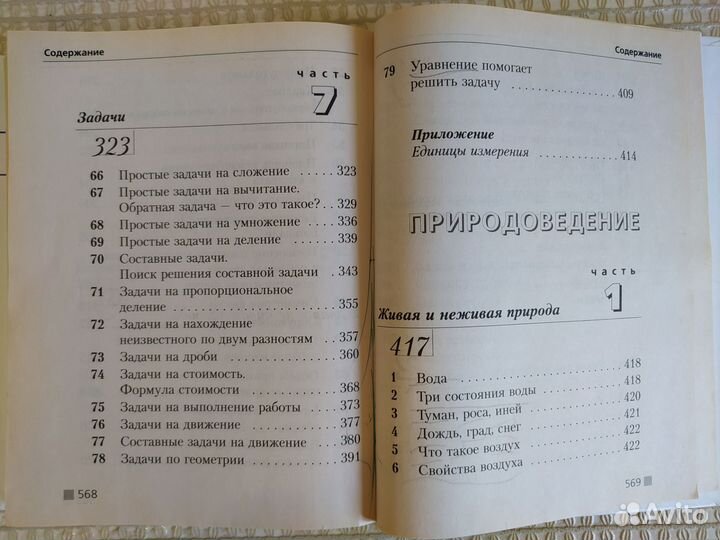 Содержание
часть
7
Задачи
323
66 Простые задачи на сложение ...... 323
67 Простые задачи на вычитание.
Обратная задача — что это такое? .. 329
68 Простые задачи на умножение ..... 336
69 Простые задачи на деление ........ 339
70 Составные задачи.
Поиск решения составной задачи .. 343
71 Задачи на пропорциональное
деление ........................ 355
72 Задачи на нахождение
неизвестного по двум разностям .... 357
73 Задачи на дроби ................ 360
74 Задачи на стоимость.
Формула стоимости .............. 368
75 Задачи на выполнение работы ..... 373
76 Задачи на движение ............. 377
77 Составные задачи на движение .... 380
78 Задачи по геометрии ............. 391
568
Содержание
79 Уравнение помогает
решить задачу ................ 409
Приложение
Единицы измерения ............ 414
ПРИРОДОВЕДЕНИЕ
часть
1
Живая и неживая природа
417
1 Вода ........................ 418
2 Три состояния воды ............ 418
3 Туман, роса, иней .............. 420
4 Дождь, град, снег .............. 421
5 Что такое воздух .............. 422
6 Свойства воздуха .............. 422
569
Avito